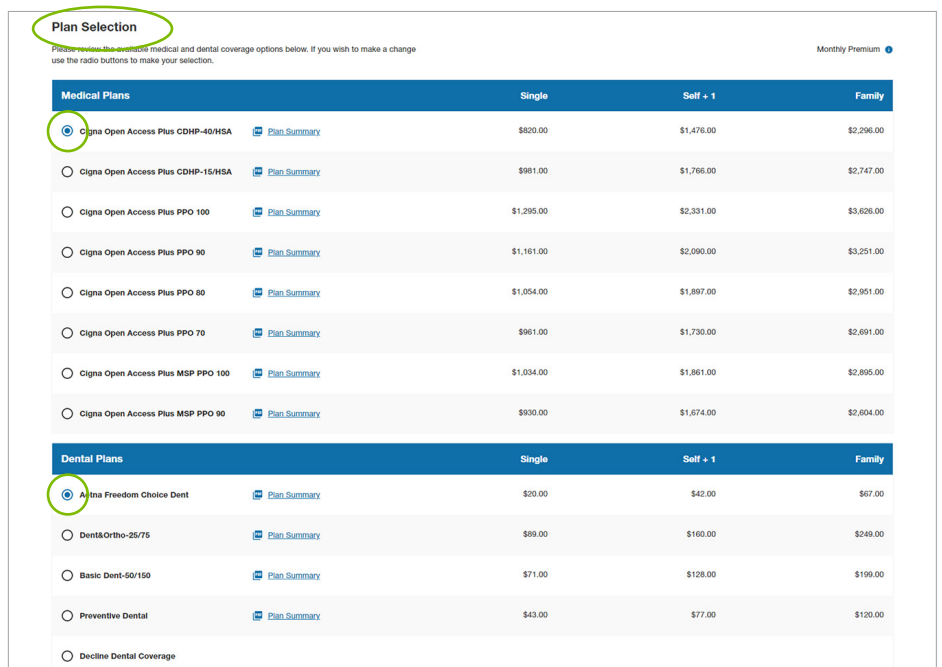 Plan Selection
Please review the available medical and dental coverage options below. If you wish to make a change
use the radio buttons to make your selection.
Monthly Premium
Medical Plans Single Self + 1 Family
Cigna Open Access Plus CDHP-40/HSA Plan Summary $820.00 $1,476.00 $2,296.00
Cigna Open Access Plus CDHP-15/HSA Plan Summary $981.00 $1,766.00 $2,747.00
Cigna Open Access Plus PPO 100 Plan Summary $1,295.00 $2,331.00 $3,626.00
Cigna Open Access Plus PPO 90 Plan Summary $1,161.00 $2,090.00 $3,251.00
Cigna Open Access Plus PPO 80 Plan Summary $1,054.00 $1,897.00 $2,951.00
Cigna Open Access Plus PPO 70 Plan Summary $961.00 $1,730.00 $2,691.00
Cigna Open Access Plus MSP PPO 100 Plan Summary $1,034.00 $1,861.00 $2,895.00
Cigna Open Access Plus MSP PPO 90 Plan Summary $930.00 $1,674.00 $2,604.00
Dental Plans Single Self + 1 Family
Aetna Freedom Choice Dent Plan Summary $20.00 $42.00 $67.00
Dent&Ortho-25/75 Plan Summary $89.00 $160.00 $249.00
Basic Dent-50/150 Plan Summary $71.00 $128.00 $199.00
Preventive Dental Plan Summary $43.00 $77.00 $120.00
Decline Dental Coverage